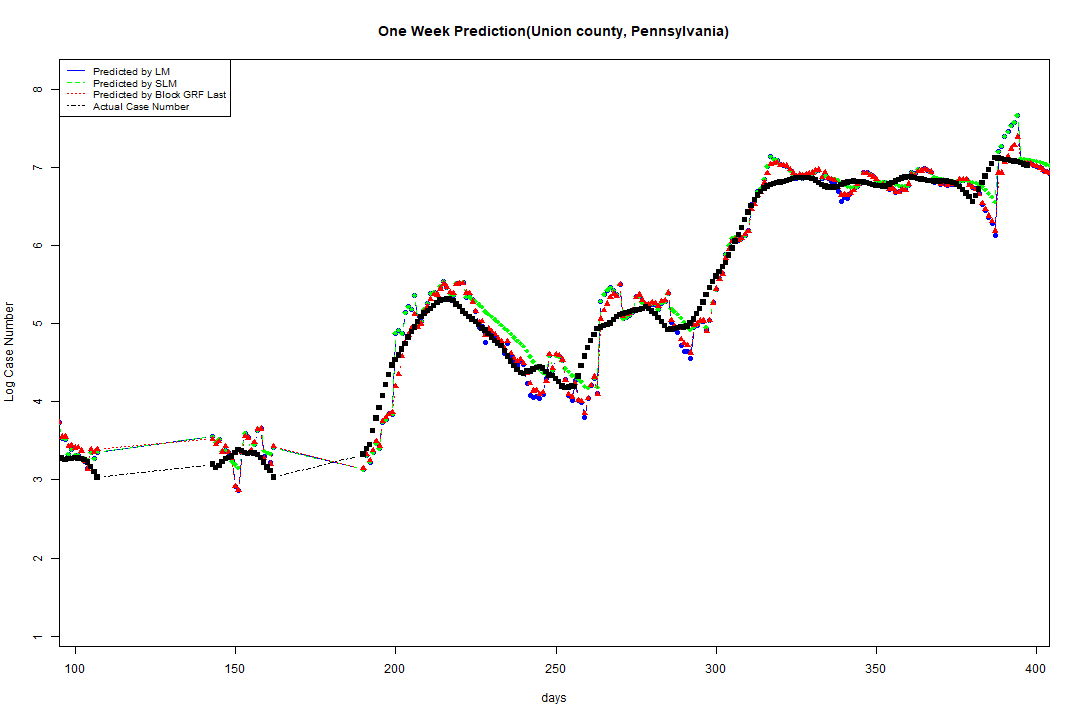 One Week Prediction(Union county, Pennsylvania)
Predicted by LM
Predicted by SLM
Predicted by Block GRF Last
Actual Case Number
Log Case Number
8
7
6
5
4
3
2
1
100 150 200 250 300 350 400
days